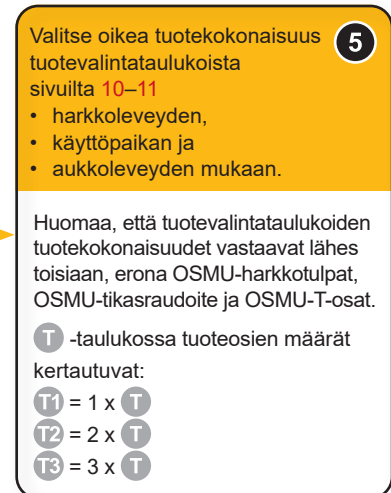 Valitse oikea tuotekokonaisuus 5
tuotevalintataulukoista
sivuilta 10–11
• harkkoleveyden,
• käyttöpaikan ja
• aukkoleveyden mukaan.
Huomaa, että tuotevalintataulukoiden
tuotekokonaisuudet vastaavat lähes
toisiaan, erona OSMU-harkkotulpat,
OSMU-tikasraudoite ja OSMU-T-osat.
T -taulukossa tuoteosien määrät
kertautuvat:
T1 = 1 x T
T2 = 2 x T
T3 = 3 x T